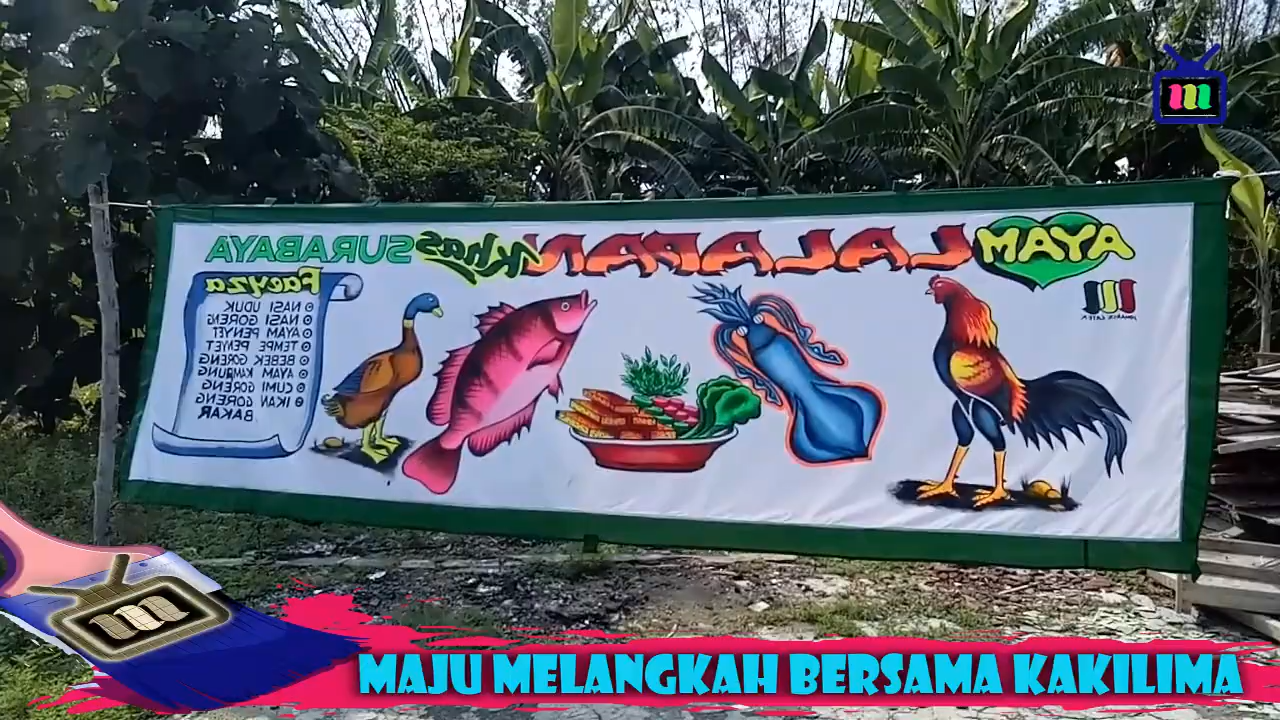 AYAM LALAPAN khas SURABAYA
Faeyza
NASI UDUK
NASI GORENG
AYAM PENYET
TEMPE PENYET
BEBEK GORENG
AYAM KAMPUNG
CUMI GORENG
IKAN GORENG
BAKAR
MAJU MELANGKAH BERSAMA KAKILIMA